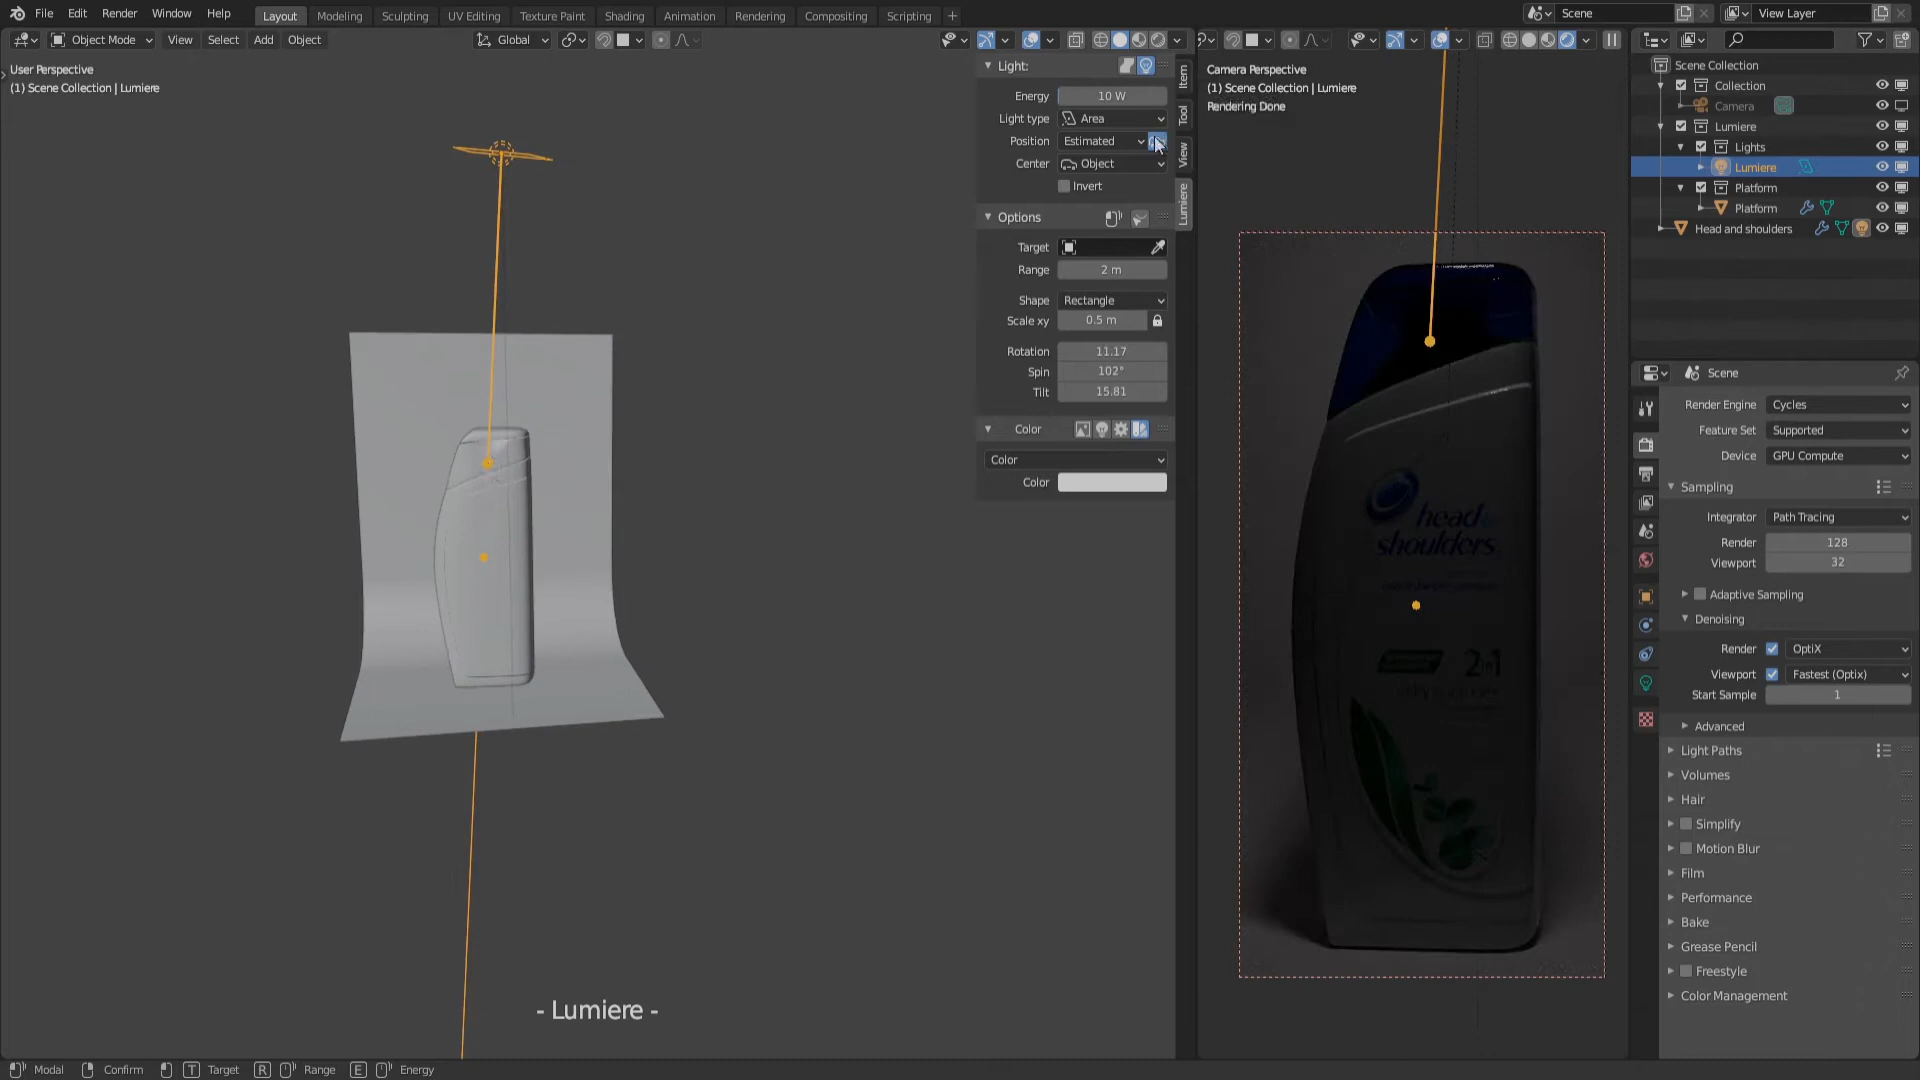 File Edit Render Window Help Layout Modeling Sculpting UV Editing Texture Paint Shading Animation Rendering Compositing Scripting + Scene View Layer
Object Mode View Select Add Object Global
User Perspective
(1) Scene Collection | Lumiere
- Lumiere -
Light:
Energy 10 W
Light type Area
Position Estimated
Center Object
Invert
Options
Target
Range 2 m
Shape Rectangle
Scale xy 0.5 m
Rotation 11.17
Spin 102°
Tilt 15.81
Color
Color
Color
Item
Tool
View
Lumiere
Camera Perspective
(1) Scene Collection | Lumiere
Rendering Done
head
shoulders
2in1
Scene Collection
Collection
Camera
Lumiere
Lights
Lumiere
Platform
Platform
Head and shoulders
Scene
Render Engine Cycles
Feature Set Supported
Device GPU Compute
Sampling
Integrator Path Tracing
Render 128
Viewport 32
Adaptive Sampling
Denoising
Render OptiX
Viewport Fastest (Optix)
Start Sample 1
Advanced
Light Paths
Volumes
Hair
Simplify
Motion Blur
Film
Performance
Bake
Grease Pencil
Freestyle
Color Management
Modal Confirm T Target R Range E Energy